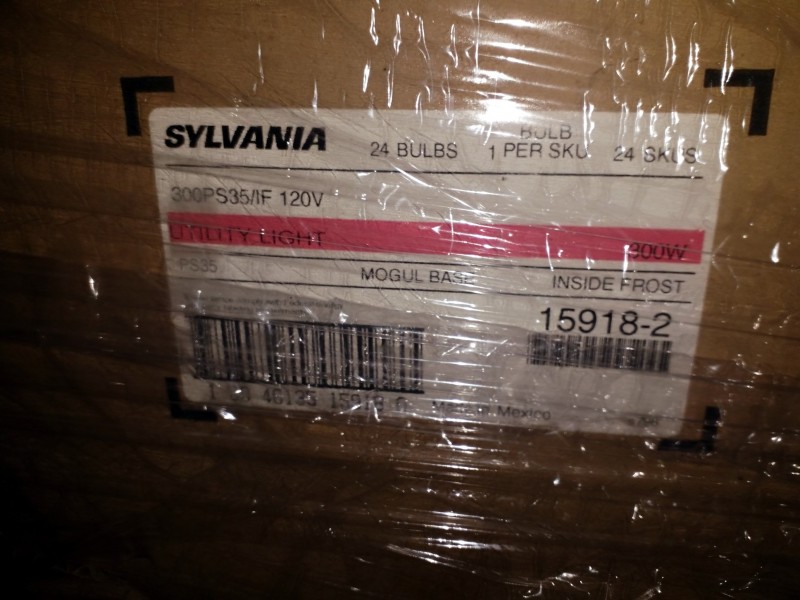 SYLVANIA 24 BULBS BULB 1 PER SKU 24 SKUS
300PS35/IF 120V
UTILITY LIGHT 300W
PS35 MOGUL BASE INSIDE FROST
15918-2
46135 15918
Mexico